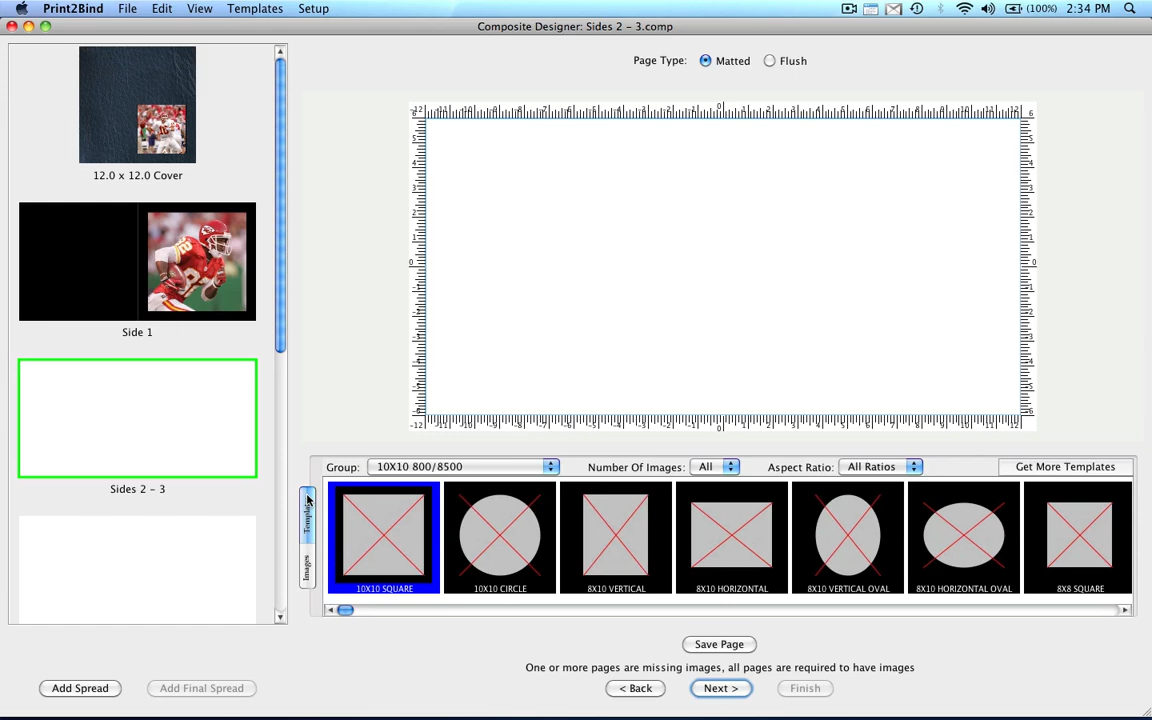 Print2Bind File Edit View Templates Setup (100%) 2:34 PM
Composite Designer: Sides 2 - 3.comp
Page Type: Matted Flush
12.0 x 12.0 Cover
Side 1
Sides 2 - 3
Group: 10X10 800/8500 Number Of Images: All Aspect Ratio: All Ratios Get More Templates
Templates
Images
10X10 SQUARE 10X10 CIRCLE 8X10 VERTICAL 8X10 HORIZONTAL 8X10 VERTICAL OVAL 8X10 HORIZONTAL OVAL 8X8 SQUARE
Save Page
One or more pages are missing images, all pages are required to have images
Add Spread Add Final Spread < Back Next > Finish